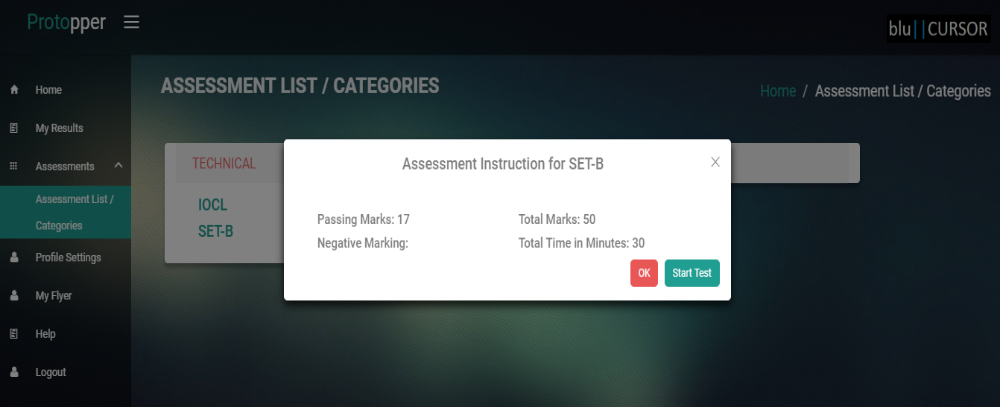 Protopper
blu||CURSOR
Home
My Results
Assessments
Assessment List /
Categories
Profile Settings
My Flyer
Help
Logout
ASSESSMENT LIST / CATEGORIES
Home / Assessment List / Categories
TECHNICAL
IOCL
SET-B
Assessment Instruction for SET-B
X
Passing Marks: 17
Total Marks: 50
Negative Marking:
Total Time in Minutes: 30
OK
Start Test